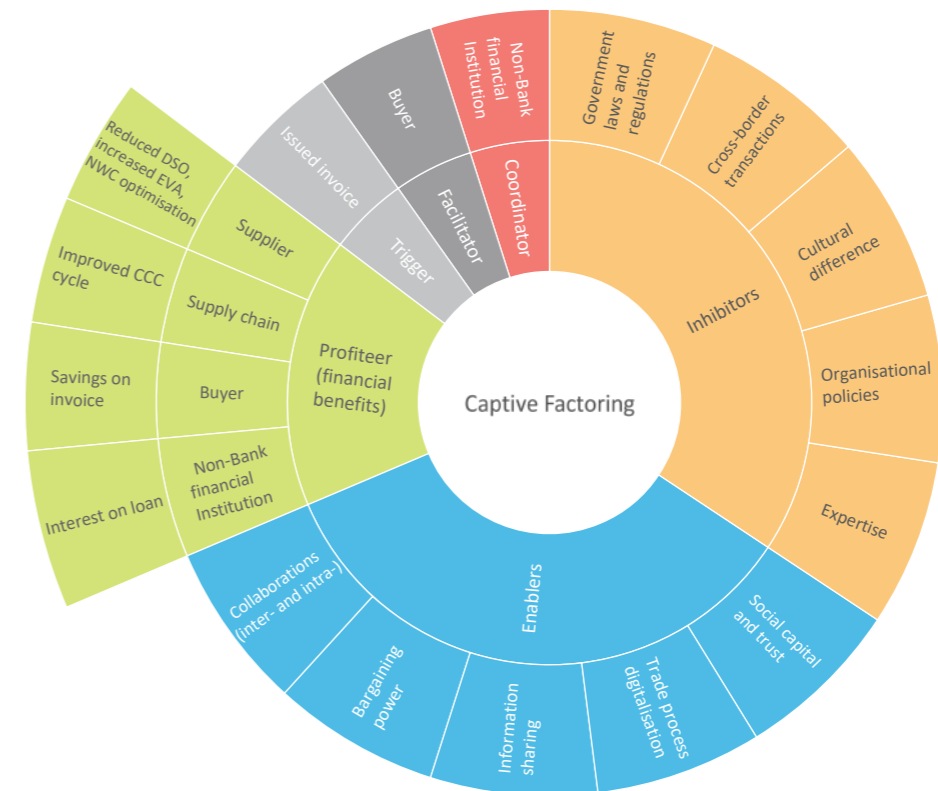 Captive Factoring
Inhibitors
Government
laws and
regulations
Cross-border
transactions
Cultural
difference
Organisational
policies
Expertise
Enablers
Social capital
and trust
Trade process
digitalisation
Information
sharing
Bargaining
power
Collaborations
(inter- and intra-)
Profiteer
(financial
benefits)
Non-Bank
financial
Institution
Interest on loan
Buyer
Savings on
invoice
Supply chain
Improved CCC
cycle
Supplier
Reduced DSO,
increased EVA,
NWC optimisation
Trigger
Issued invoice
Facilitator
Buyer
Coordinator
Non-Bank
financial
Institution